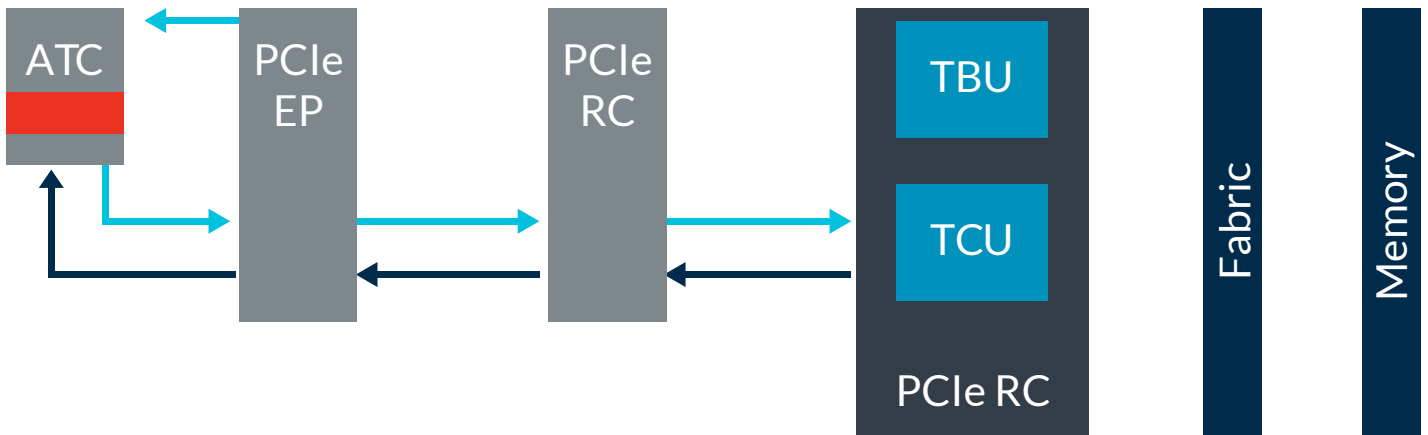 ATC
PCIe
EP
PCIe
RC
TBU
TCU
PCIe RC
Fabric
Memory